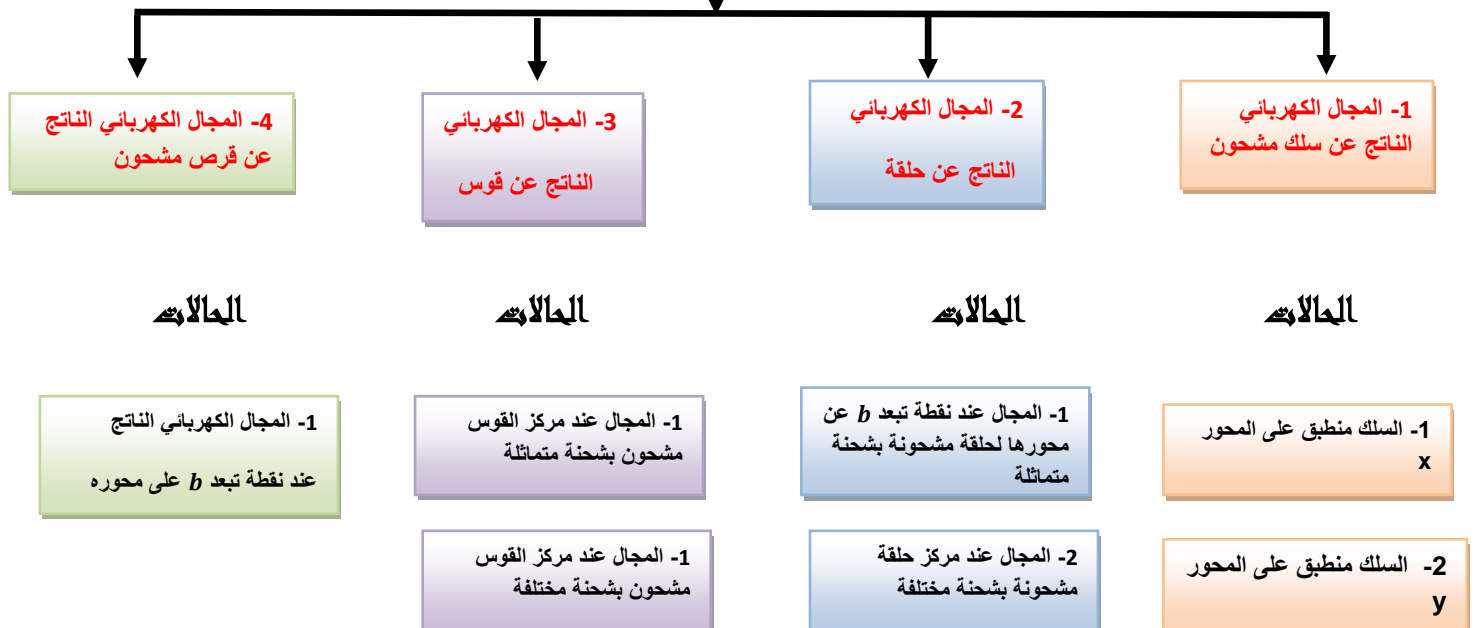 1- المجال الكهربائي
الناتج عن سلك مشحون
2- المجال الكهربائي
الناتج عن حلقة
3- المجال الكهربائي
الناتج عن قوس
4- المجال الكهربائي الناتج
عن قرص مشحون
الحالات
الحالات
الحالات
الحالات
1- السلك منطبق على المحور
x
1- المجال عند نقطة تبعد b عن
محورها لحلقة مشحونة بشحنة
متماثلة
1- المجال عند مركز القوس
مشحون بشحنة متماثلة
1- المجال الكهربائي الناتج
عند نقطة تبعد b على محوره
2- السلك منطبق على المحور
y
2- المجال عند مركز حلقة
مشحونة بشحنة مختلفة
1- المجال عند مركز القوس
مشحون بشحنة مختلفة